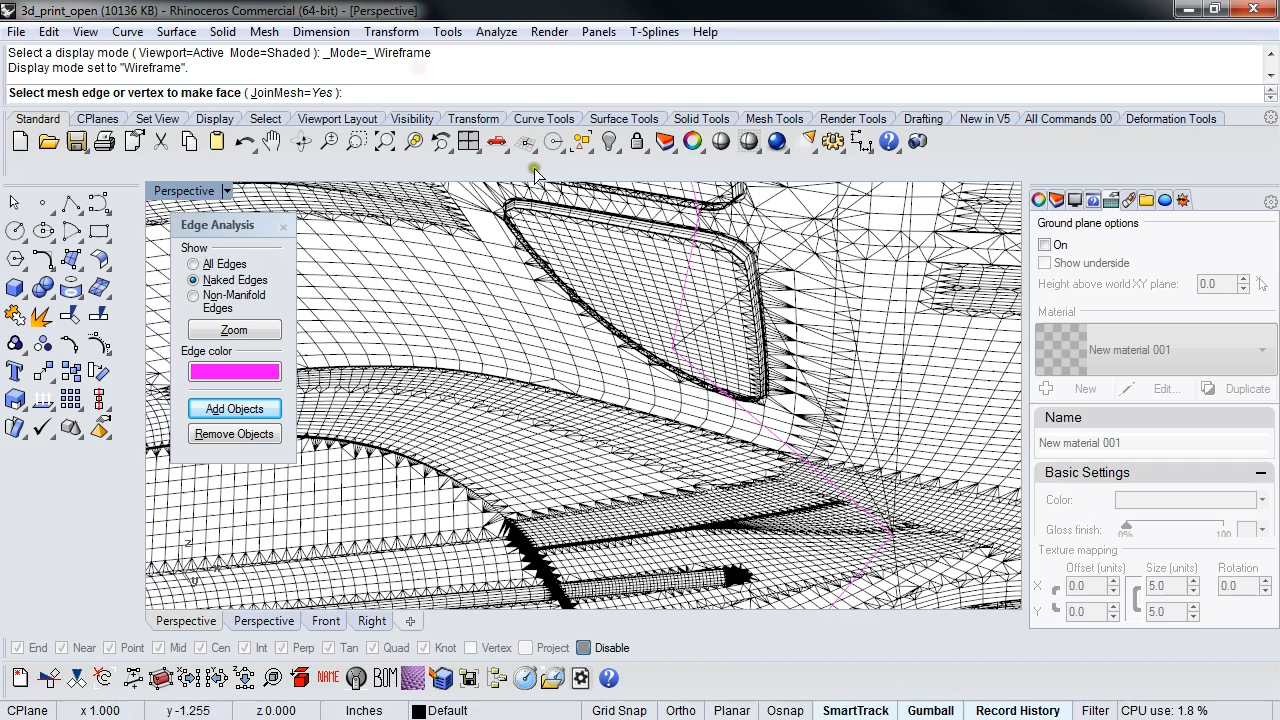 3d_print_open (10136 KB) - Rhinoceros Commercial (64-bit) - [Perspective]
File Edit View Curve Surface Solid Mesh Dimension Transform Tools Analyze Render Panels T-Splines Help
Select a display mode ( Viewport=Active Mode=Shaded ): _Mode=_Wireframe
Display mode set to "Wireframe".
Select mesh edge or vertex to make face ( JoinMesh=Yes ):
Standard CPlanes Set View Display Select Viewport Layout Visibility Transform Curve Tools Surface Tools Solid Tools Mesh Tools Render Tools Drafting New in V5 All Commands 00 Deformation Tools
Perspective
Edge Analysis
Show
All Edges
Naked Edges
Non-Manifold
Edges
Zoom
Edge color
Add Objects
Remove Objects
Ground plane options
On
Show underside
Height above world XY plane: 0.0
Material
New material 001
New Edit... Duplicate
Name
New material 001
Basic Settings
Color:
Gloss finish: 0% 100
Texture mapping
Offset (units) Size (units) Rotation
X 0.0 5.0 0.0
Y 0.0 5.0
z
Perspective Perspective Front Right
End Near Point Mid Cen Int Perp Tan Quad Knot Vertex Project Disable
NAME BOM
CPlane x 1.000 y -1.255 z 0.000 Inches Default Grid Snap Ortho Planar Osnap SmartTrack Gumball Record History Filter CPU use: 1.8 %